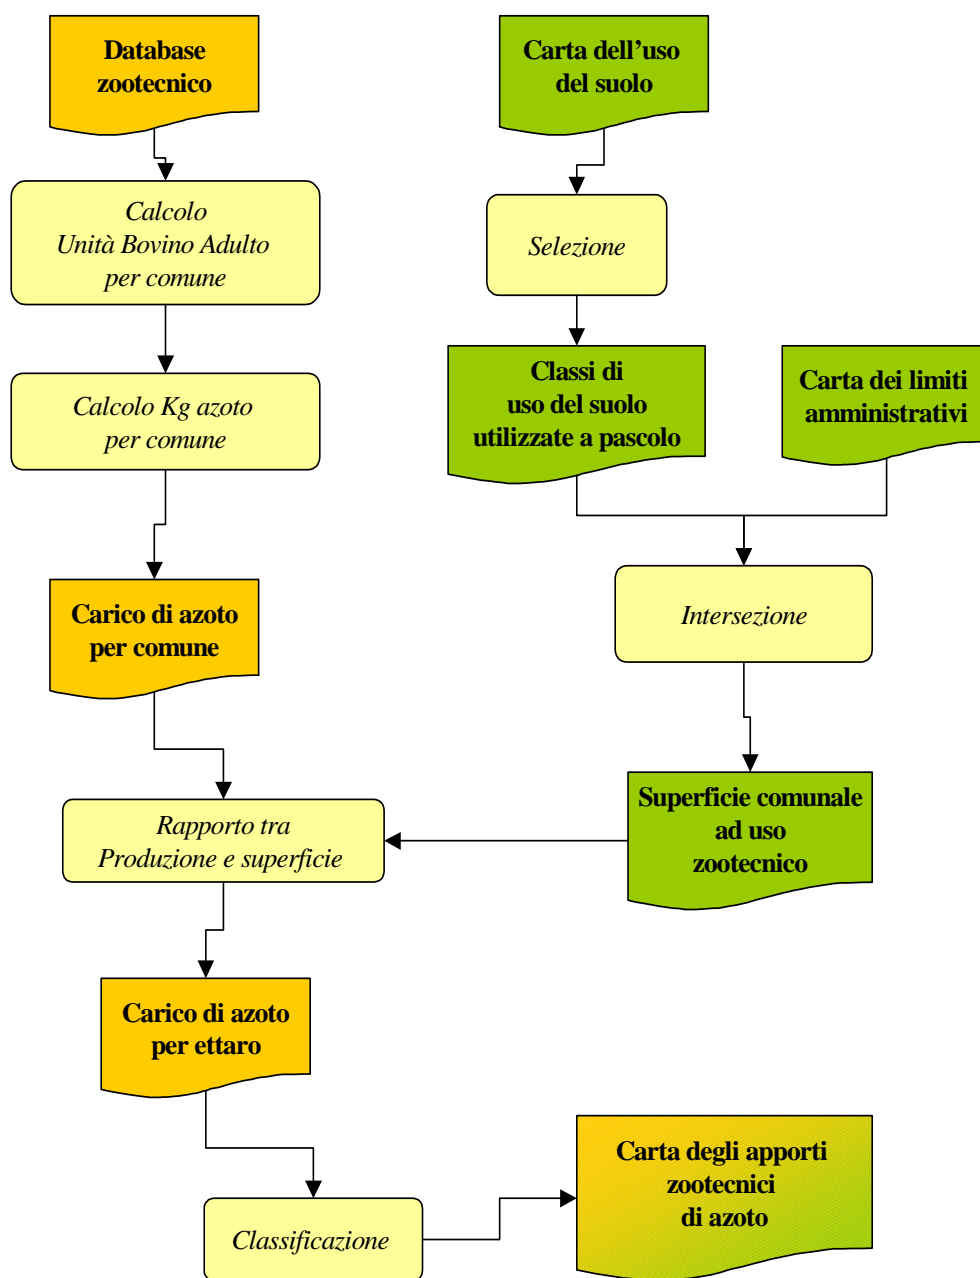 Database
zootecnico
Carta dell'uso
del suolo
Calcolo
Unità Bovino Adulto
per comune
Selezione
Classi di
uso del suolo
utilizzate a pascolo
Carta dei limiti
amministrativi
Calcolo Kg azoto
per comune
Carico di azoto
per comune
Intersezione
Superficie comunale
ad uso
zootecnico
Rapporto tra
Produzione e superficie
Carico di azoto
per ettaro
Carta degli apporti
zootecnici
di azoto
Classificazione